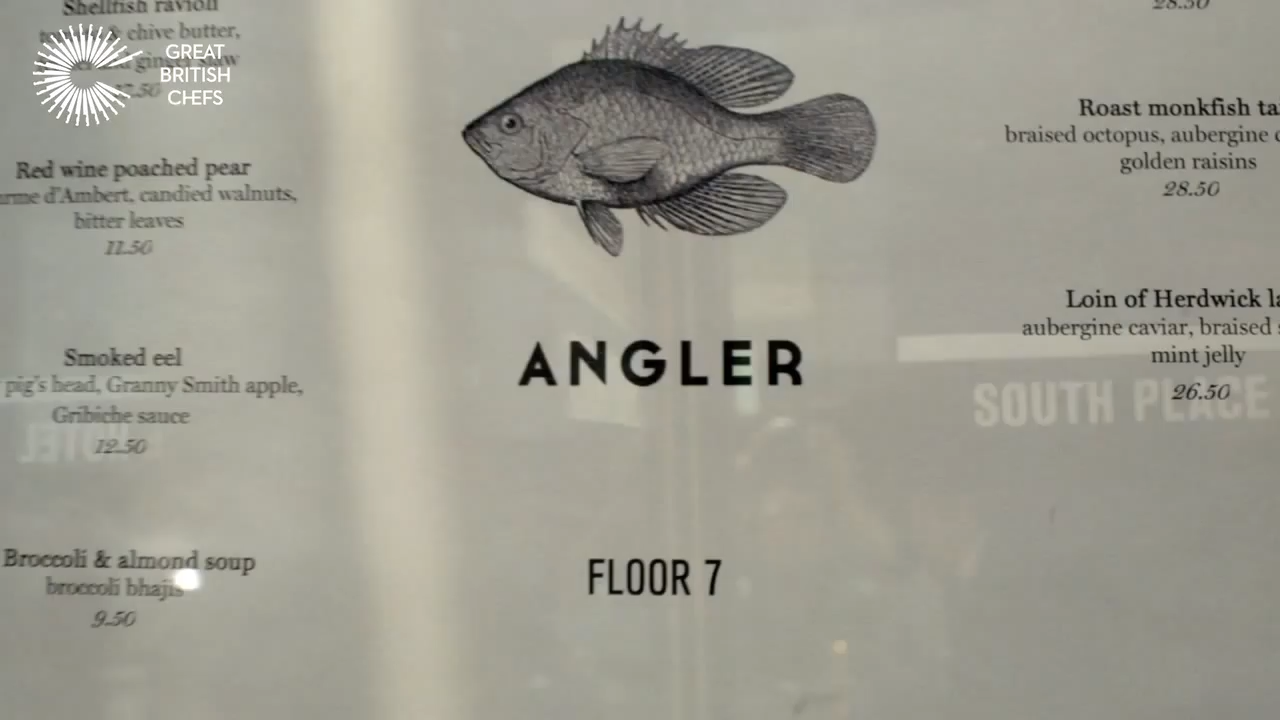 Shellfish ravioli
& chive butter,
GREAT
BRITISH
CHEFS
Red wine poached pear
d'Ambert, candied walnuts,
bitter leaves
11.50
Smoked eel
pig's head, Granny Smith apple,
Gribiche sauce
12.50
Broccoli & almond soup
broccoli bhajis
9.50
ANGLER
FLOOR 7
28.50
Roast monkfish
braised octopus, aubergine
golden raisins
28.50
Loin of Herdwick
aubergine caviar, braised
mint jelly
26.50
SOUTH PLACE